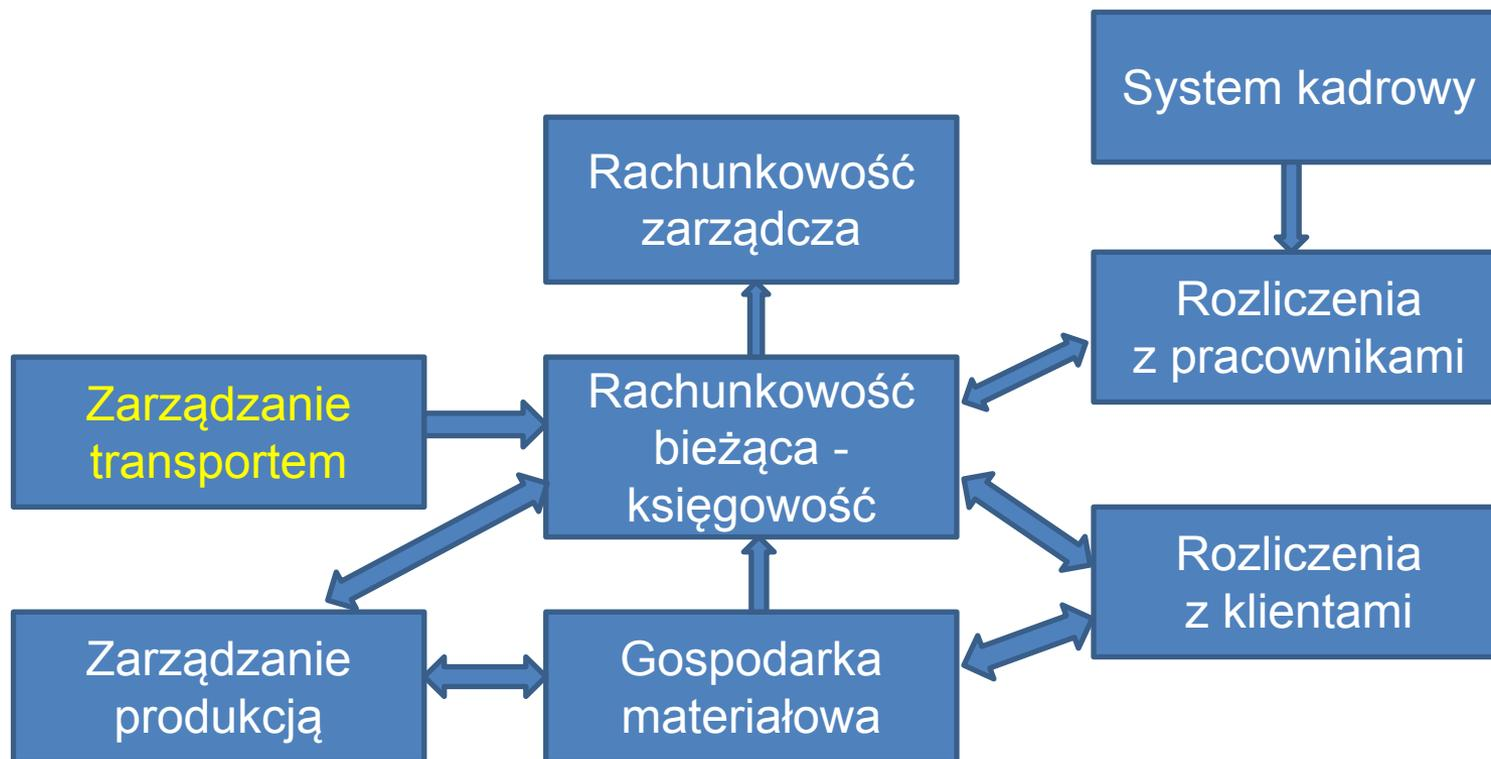 System kadrowy
Rachunkowość
zarządcza
Rozliczenia
z pracownikami
Zarządzanie
transportem
Rachunkowość
bieżąca -
księgowość
Rozliczenia
z klientami
Zarządzanie
produkcją
Gospodarka
materiałowa